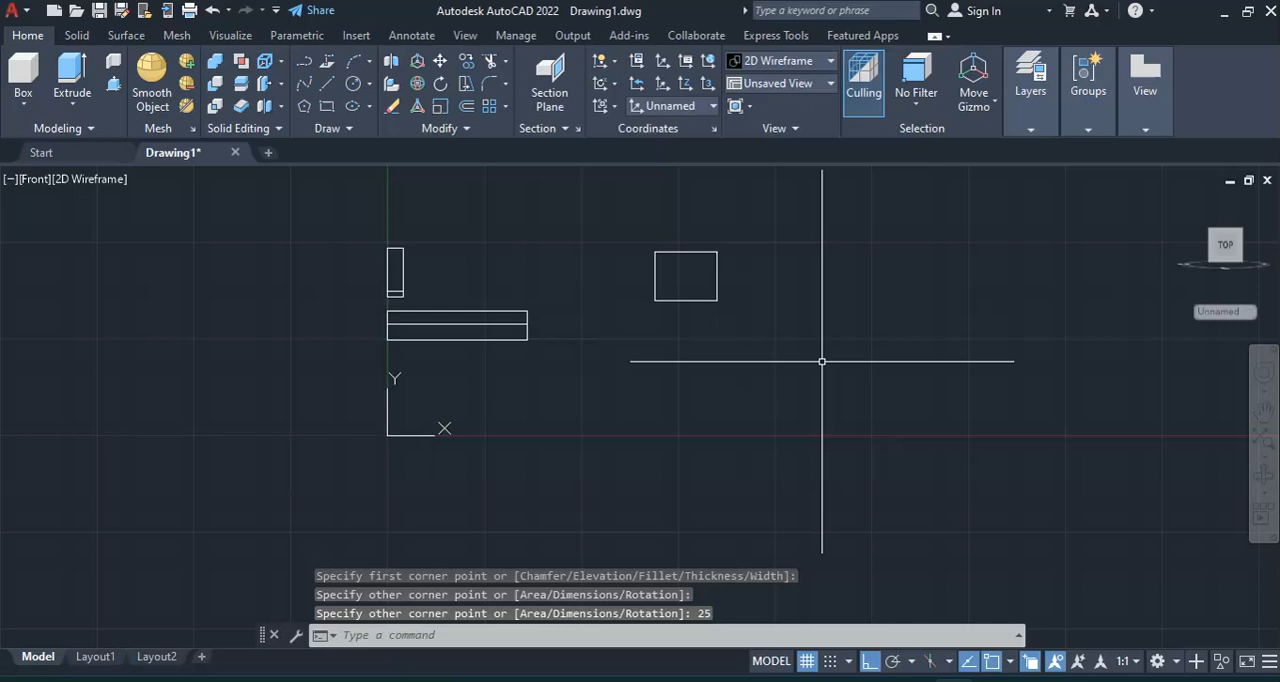 A Share Autodesk AutoCAD 2022 Drawing1.dwg Type a keyword or phrase Sign In
Home Solid Surface Mesh Visualize Parametric Insert Annotate View Manage Output Add-ins Collaborate Express Tools Featured Apps
2D Wireframe
Unsaved View
Unnamed
Box Extrude Smooth Object Section Plane Culling No Filter Move Gizmo Layers Groups View
Modeling Mesh Solid Editing Draw Modify Section Coordinates View Selection
Start Drawing1* +
[−][Front][2D Wireframe]
TOP
Unnamed
Y
X
Specify first corner point or [Chamfer/Elevation/Fillet/Thickness/Width]:
Specify other corner point or [Area/Dimensions/Rotation]:
Specify other corner point or [Area/Dimensions/Rotation]: 25
Type a command
Model Layout1 Layout2 + MODEL 1:1